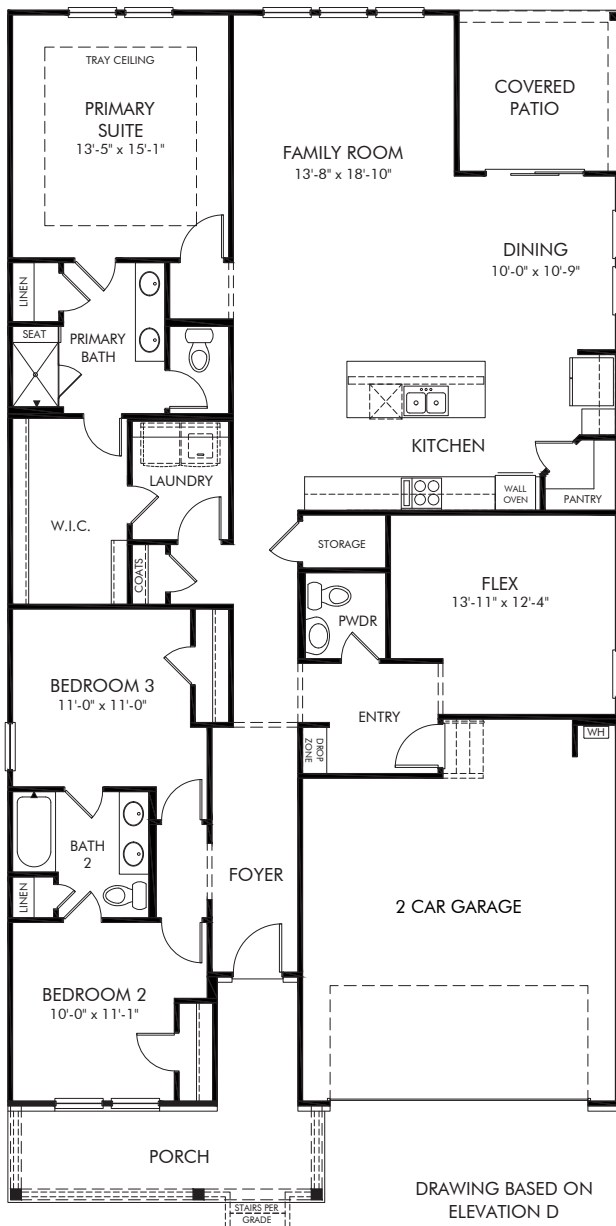 TRAY CEILING
PRIMARY
SUITE
13'-5" x 15'-1"
FAMILY ROOM
13'-8" x 18'-10"
COVERED
PATIO
DINING
10'-0" x 10'-9"
LINEN
SEAT
PRIMARY
BATH
KITCHEN
WALL
OVEN
PANTRY
LAUNDRY
W.I.C.
COATS
STORAGE
FLEX
13'-11" x 12'-4"
PWDR
BEDROOM 3
11'-0" x 11'-0"
ENTRY
DROP
ZONE
WH
BATH
2
LINEN
FOYER
2 CAR GARAGE
BEDROOM 2
10'-0" x 11'-1"
PORCH
STAIRS PER
GRADE
DRAWING BASED ON
ELEVATION D